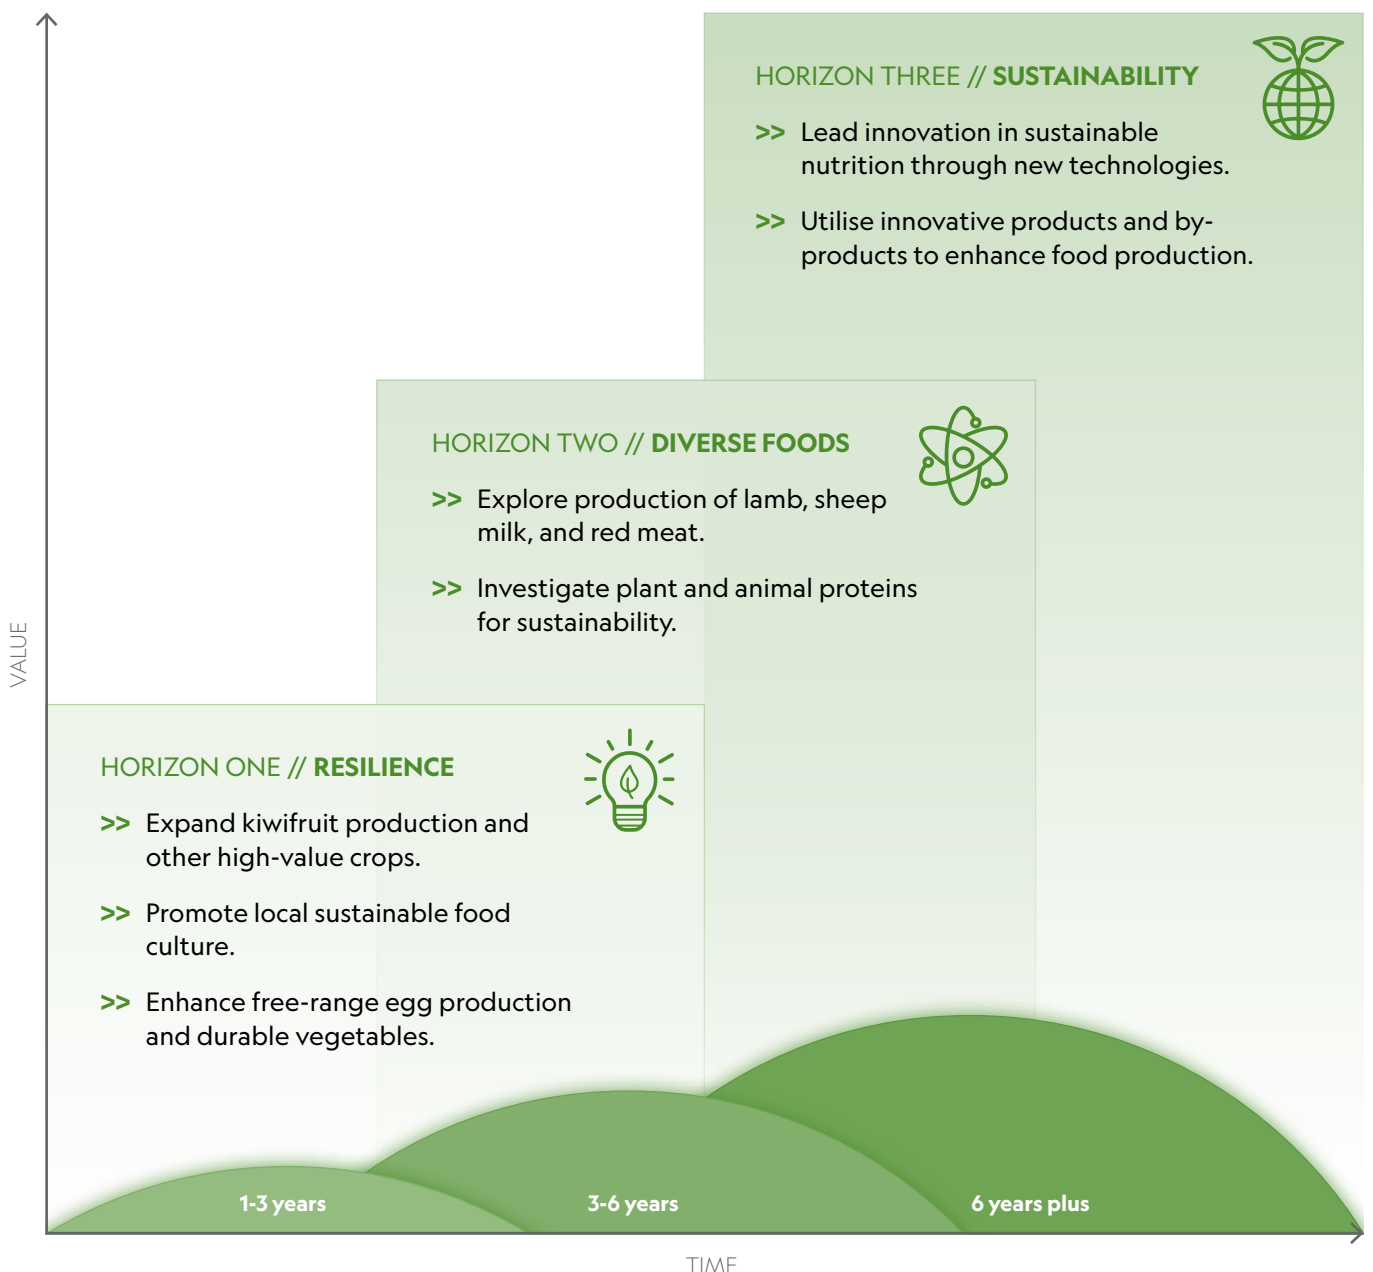 HORIZON THREE // SUSTAINABILITY
>> Lead innovation in sustainable
nutrition through new technologies.
>> Utilise innovative products and by-
products to enhance food production.
HORIZON TWO // DIVERSE FOODS
>> Explore production of lamb, sheep
milk, and red meat.
>> Investigate plant and animal proteins
for sustainability.
VALUE
HORIZON ONE // RESILIENCE
>> Expand kiwifruit production and
other high-value crops.
>> Promote local sustainable food
culture.
>> Enhance free-range egg production
and durable vegetables.
1-3 years
3-6 years
6 years plus
TIME